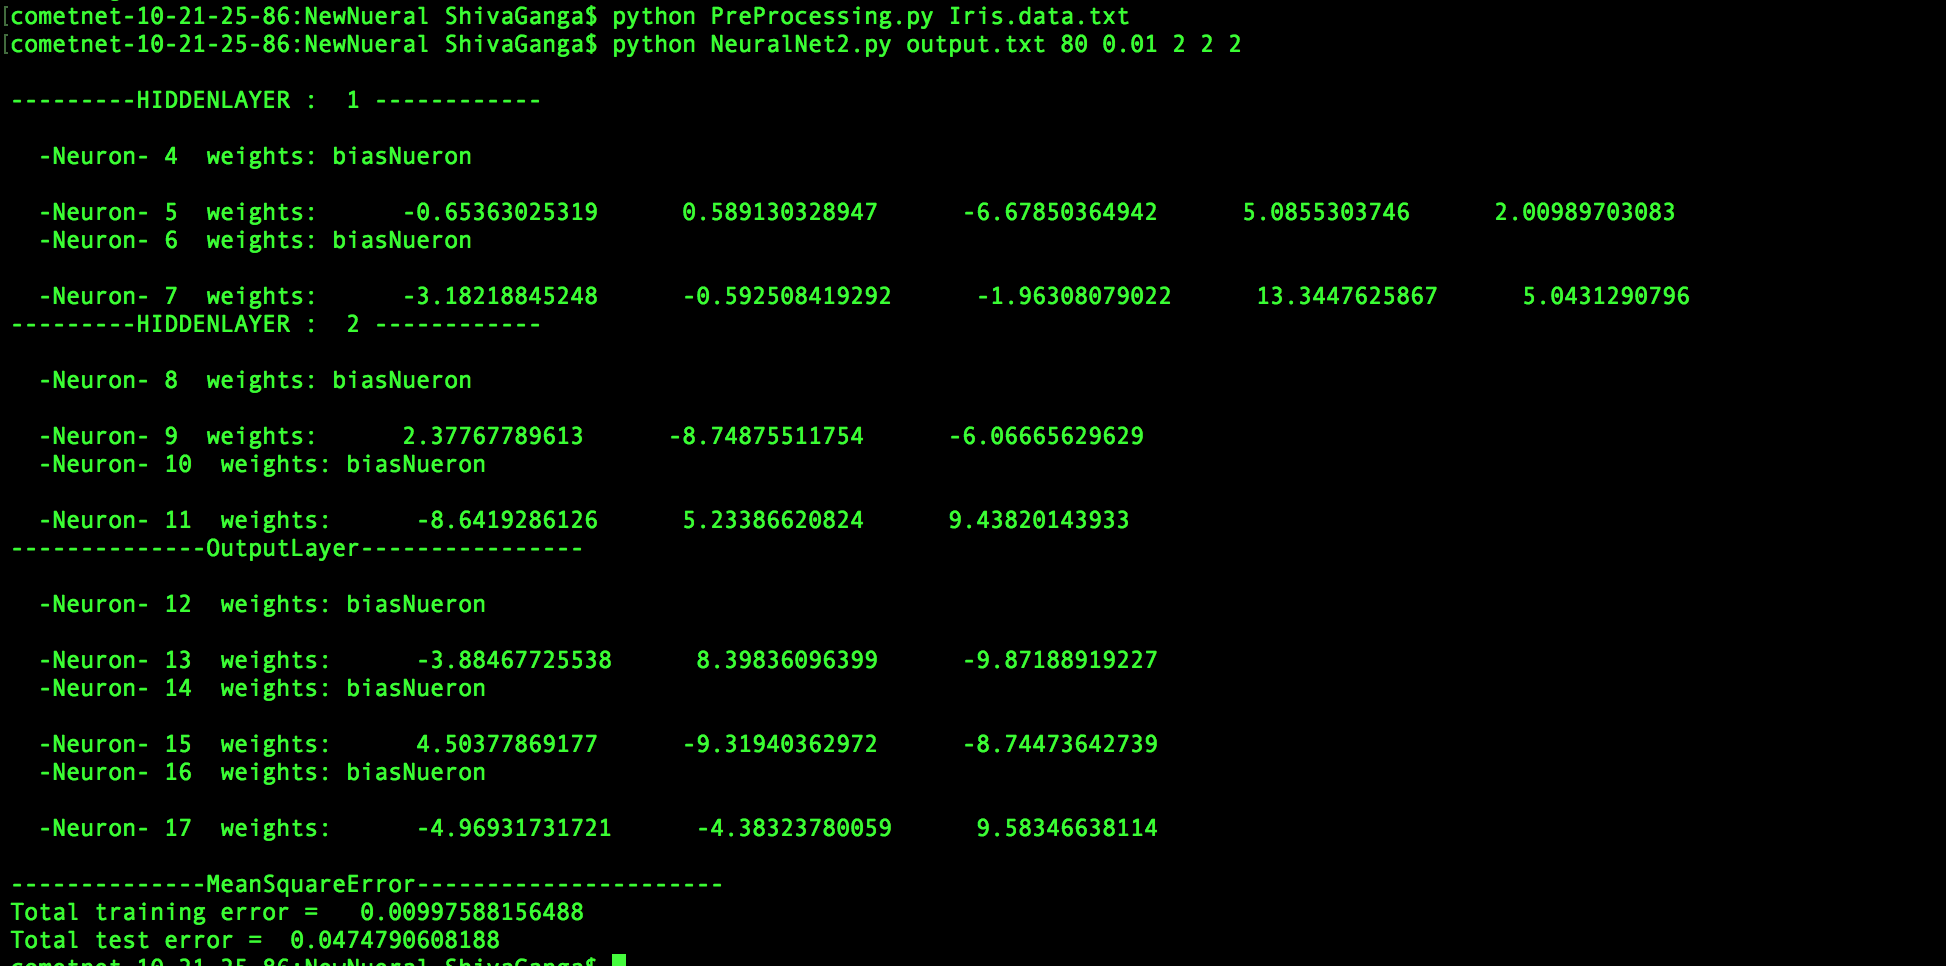 [cometnet-10-21-25-86:NewNueral ShivaGanga$ python PreProcessing.py Iris.data.txt
[cometnet-10-21-25-86:NewNueral ShivaGanga$ python NeuralNet2.py output.txt 80 0.01 2 2 2
---------HIDDENLAYER :  1 ------------
-Neuron- 4  weights: biasNueron
-Neuron- 5  weights:      -0.65363025319      0.589130328947      -6.67850364942      5.0855303746      2.00989703083
-Neuron- 6  weights: biasNueron
-Neuron- 7  weights:      -3.18218845248      -0.592508419292      -1.96308079022      13.3447625867      5.0431290796
---------HIDDENLAYER :  2 ------------
-Neuron- 8  weights: biasNueron
-Neuron- 9  weights:      2.37767789613      -8.74875511754      -6.06665629629
-Neuron- 10  weights: biasNueron
-Neuron- 11  weights:      -8.6419286126      5.23386620824      9.43820143933
--------------OutputLayer----------------
-Neuron- 12  weights: biasNueron
-Neuron- 13  weights:      -3.88467725538      8.39836096399      -9.87188919227
-Neuron- 14  weights: biasNueron
-Neuron- 15  weights:      4.50377869177      -9.31940362972      -8.74473642739
-Neuron- 16  weights: biasNueron
-Neuron- 17  weights:      -4.96931731721      -4.38323780059      9.58346638114
--------------MeanSquareError----------------------
Total training error =   0.00997588156488
Total test error =  0.0474790608188
cometnet-10-21-25-86:NewNueral ShivaGanga$